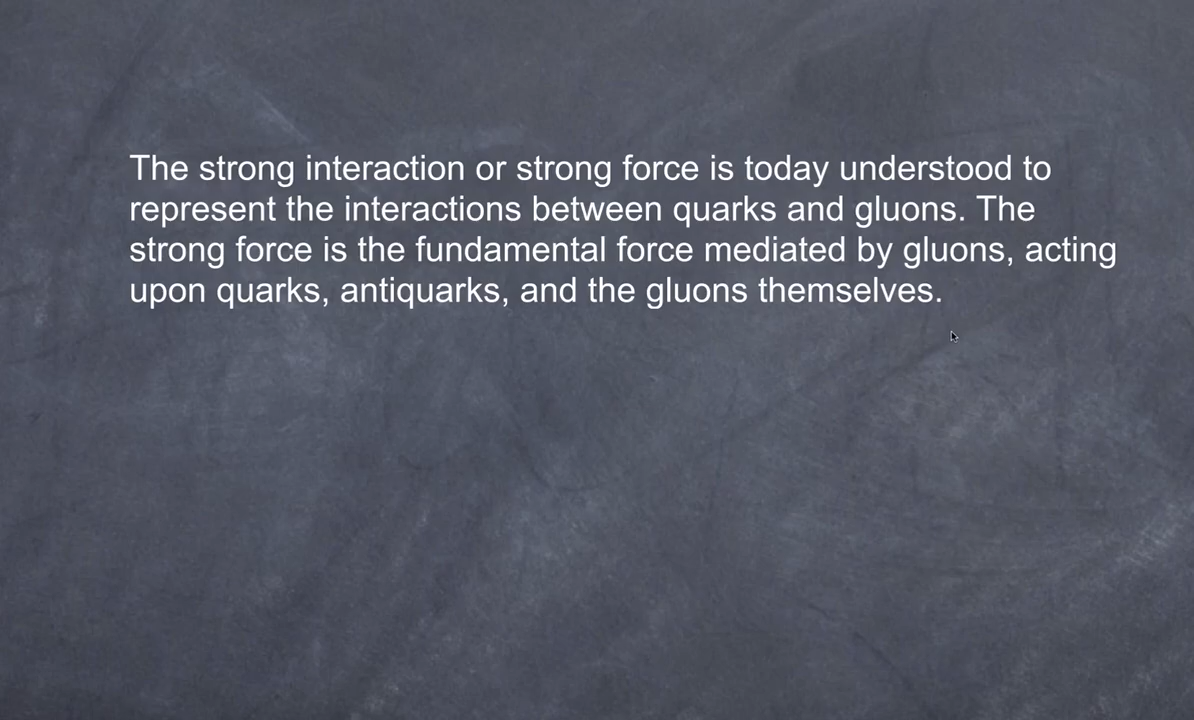 The strong interaction or strong force is today understood to
represent the interactions between quarks and gluons. The
strong force is the fundamental force mediated by gluons, acting
upon quarks, antiquarks, and the gluons themselves.